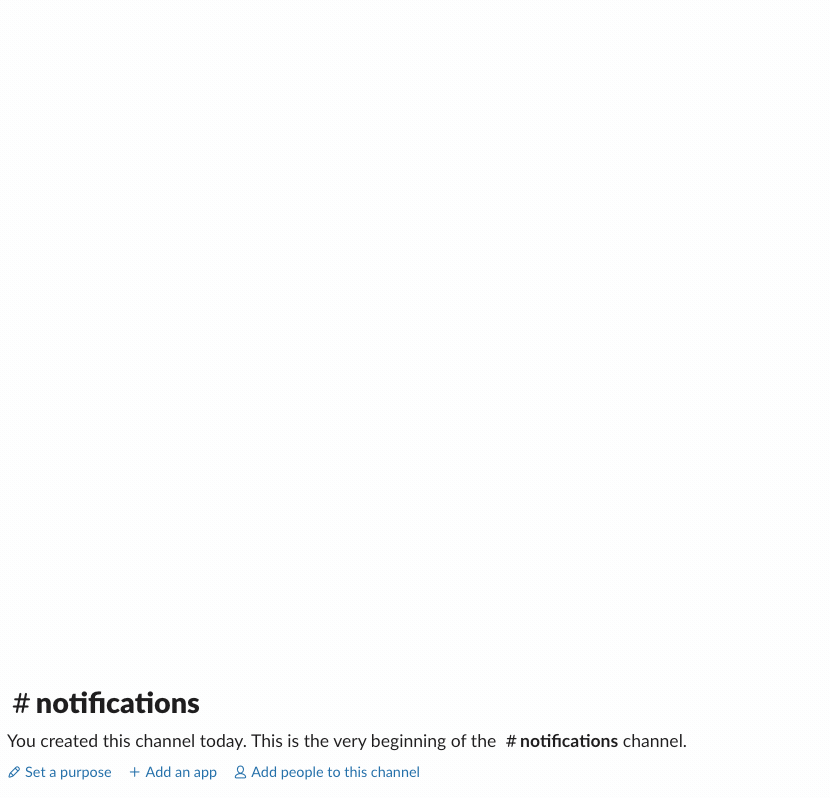 # notifications
You created this channel today. This is the very beginning of the # notifications channel.
Set a purpose + Add an app Add people to this channel